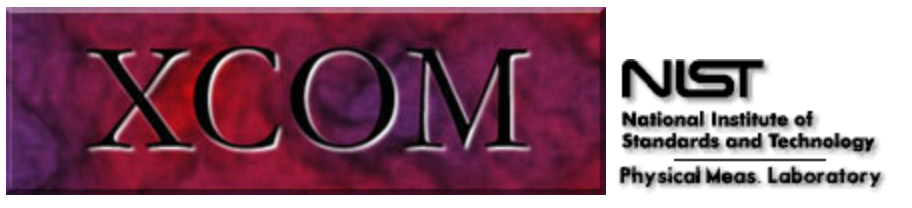 XCOM
NIST
National Institute of
Standards and Technology
Physical Meas. Laboratory